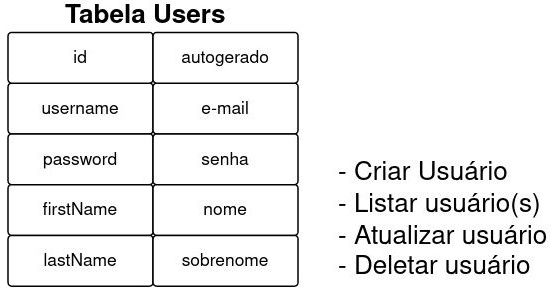 Tabela Users
id autogerado
username e-mail
password senha
firstName nome
lastName sobrenome
- Criar Usuário
- Listar usuário(s)
- Atualizar usuário
- Deletar usuário